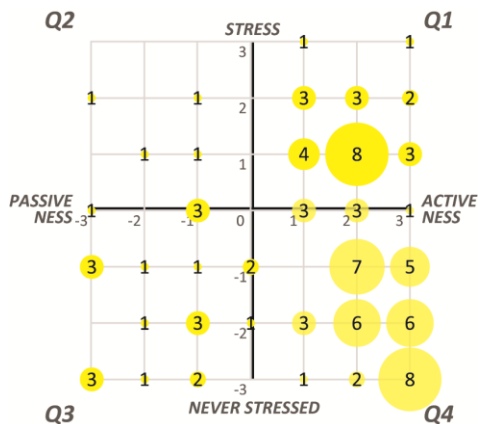 Q2 STRESS Q1
3 1 1
1 1 2 3 3 2
1 1 1 4 8 3
PASSIVE ACTIVE
NESS 1 3 3 3 1 NESS
-3 -2 -1 0 1 2 3
3 1 1 2 -1 7 5
1 3 1 -2 3 6 6
3 1 2 -3 1 2 8
Q3 NEVER STRESSED Q4